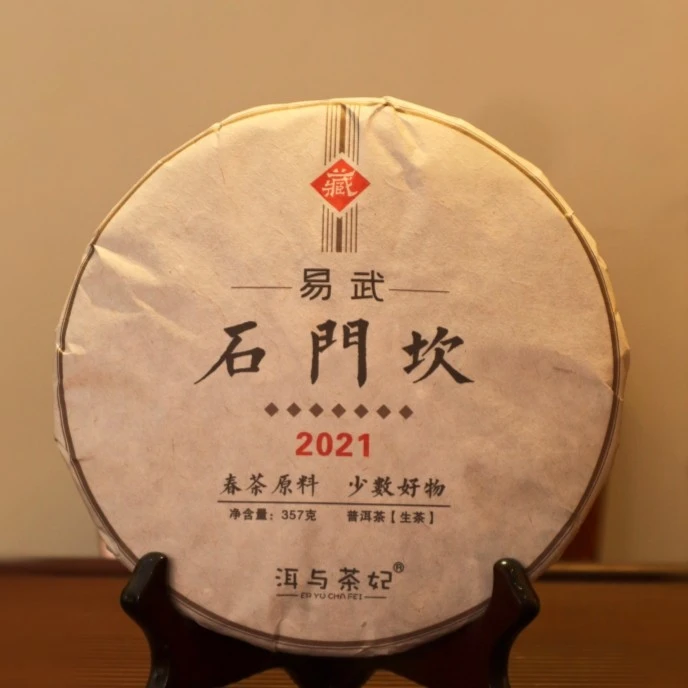 藏
易武
石門坎
2021
春茶原料 少數好物
净含量：357克 普洱茶【生茶】
洱与茶妃®
ER YU CHA FEI